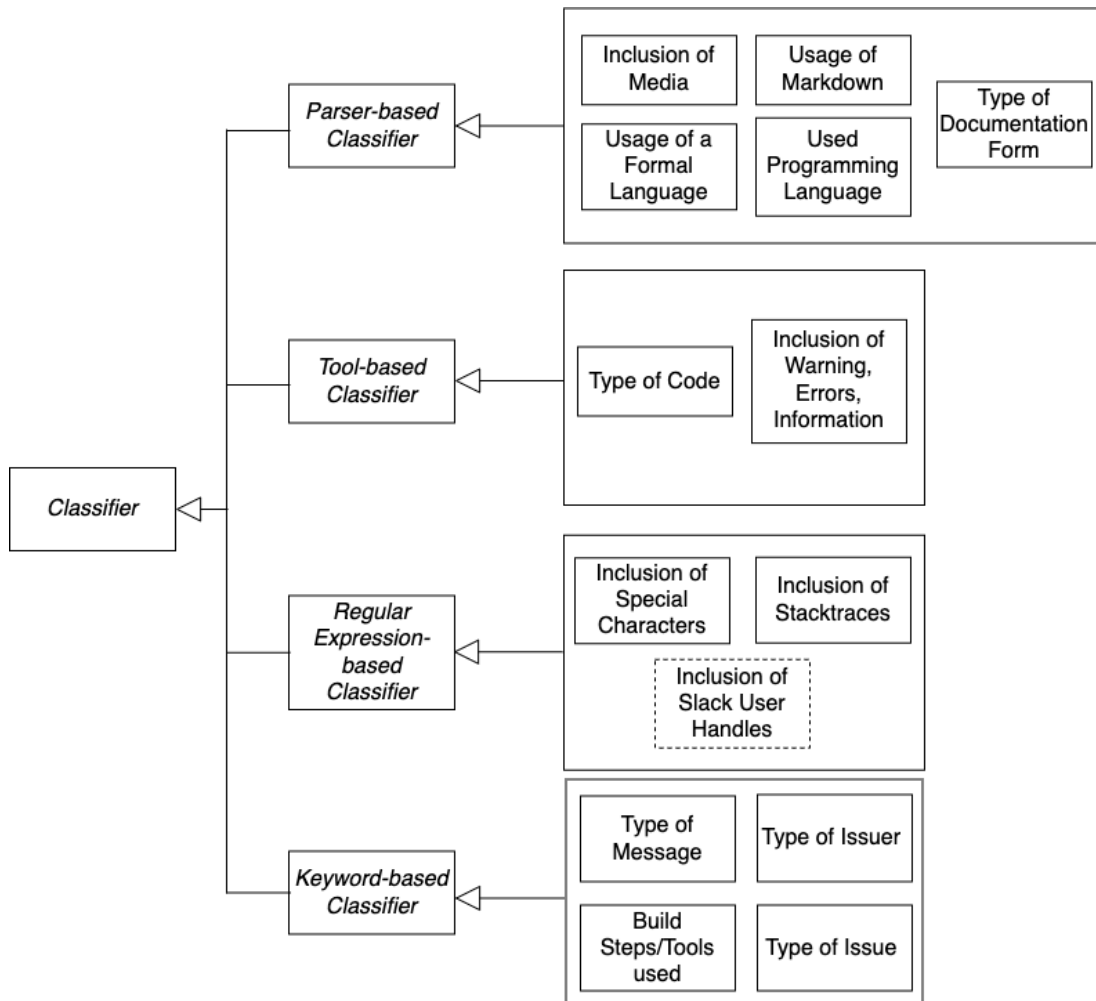 Inclusion of
Media
Usage of
Markdown
Type of
Documentation
Form
Parser-based
Classifier
Usage of a
Formal
Language
Used
Programming
Language
Tool-based
Classifier
Type of Code
Inclusion of
Warning,
Errors,
Information
Classifier
Regular
Expression-
based
Classifier
Inclusion of
Special
Characters
Inclusion of
Stacktraces
Inclusion of
Slack User
Handles
Keyword-based
Classifier
Type of
Message
Type of Issuer
Build
Steps/Tools
used
Type of Issue